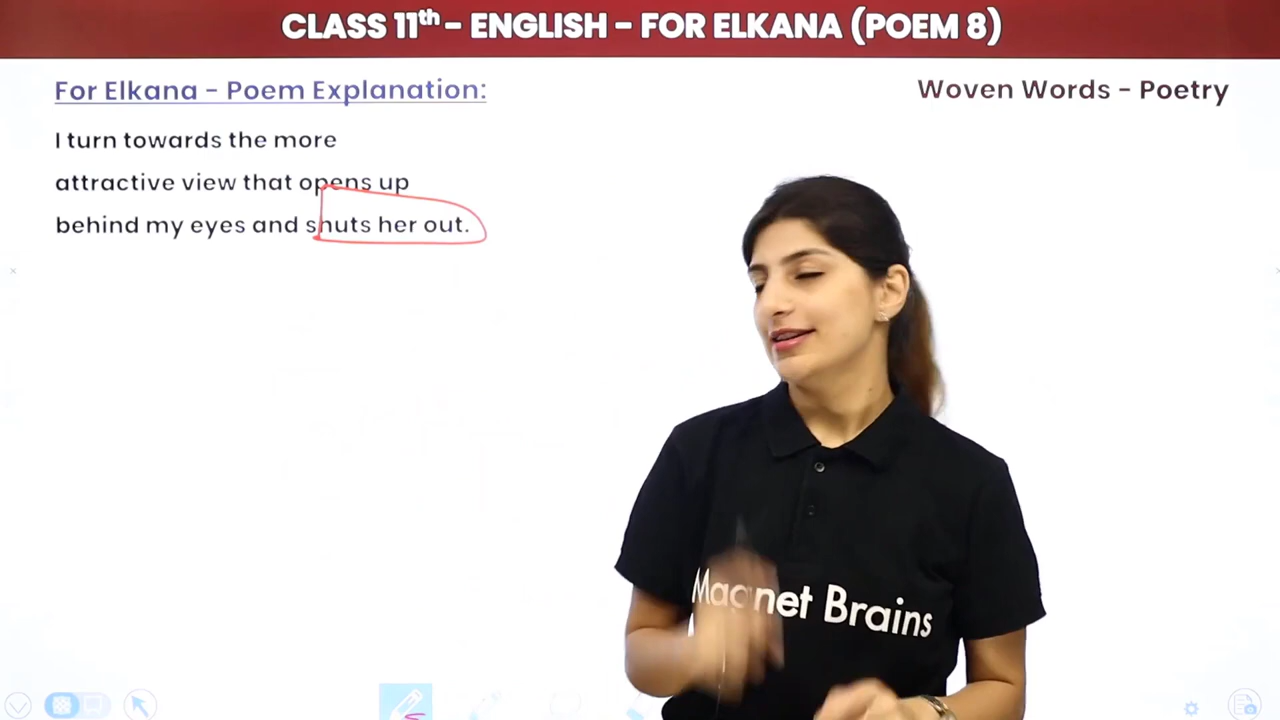 CLASS 11th – ENGLISH – FOR ELKANA (POEM 8)
For Elkana – Poem Explanation:
Woven Words – Poetry
I turn towards the more
attractive view that opens up
behind my eyes and shuts her out.
Magnet Brains